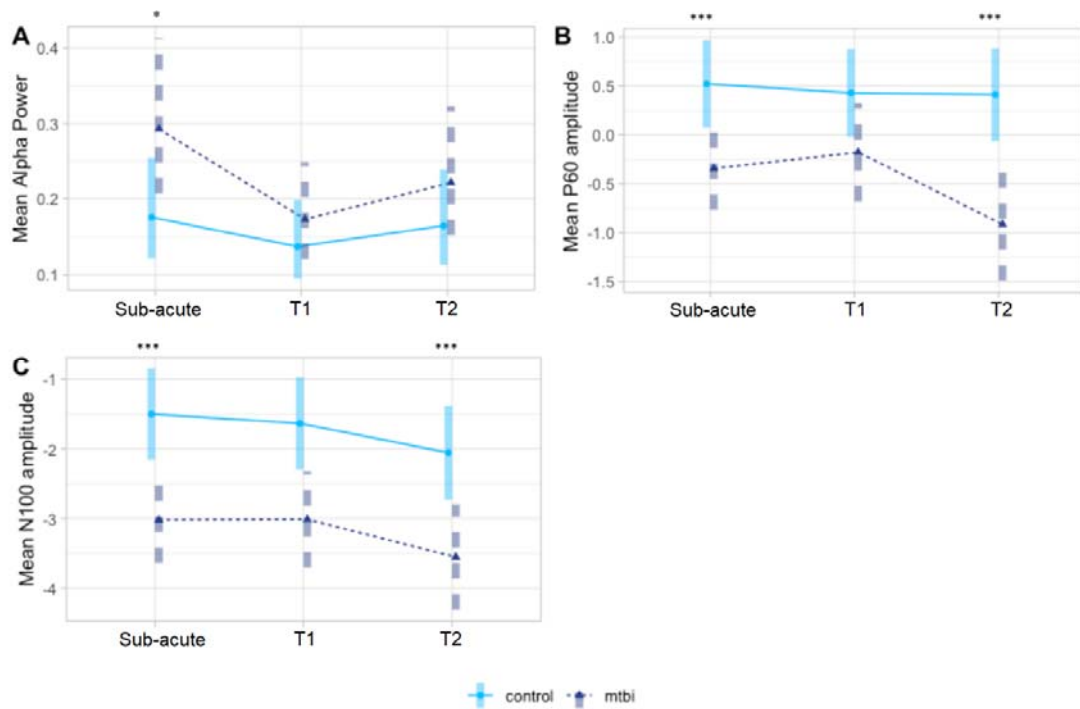 *
A
Mean Alpha Power
0.4
0.3
0.2
0.1
Sub-acute T1 T2
*** ***
B
Mean P60 amplitude
1.0
0.5
0.0
-0.5
-1.0
-1.5
Sub-acute T1 T2
*** ***
C
Mean N100 amplitude
-1
-2
-3
-4
Sub-acute T1 T2
control mtbi